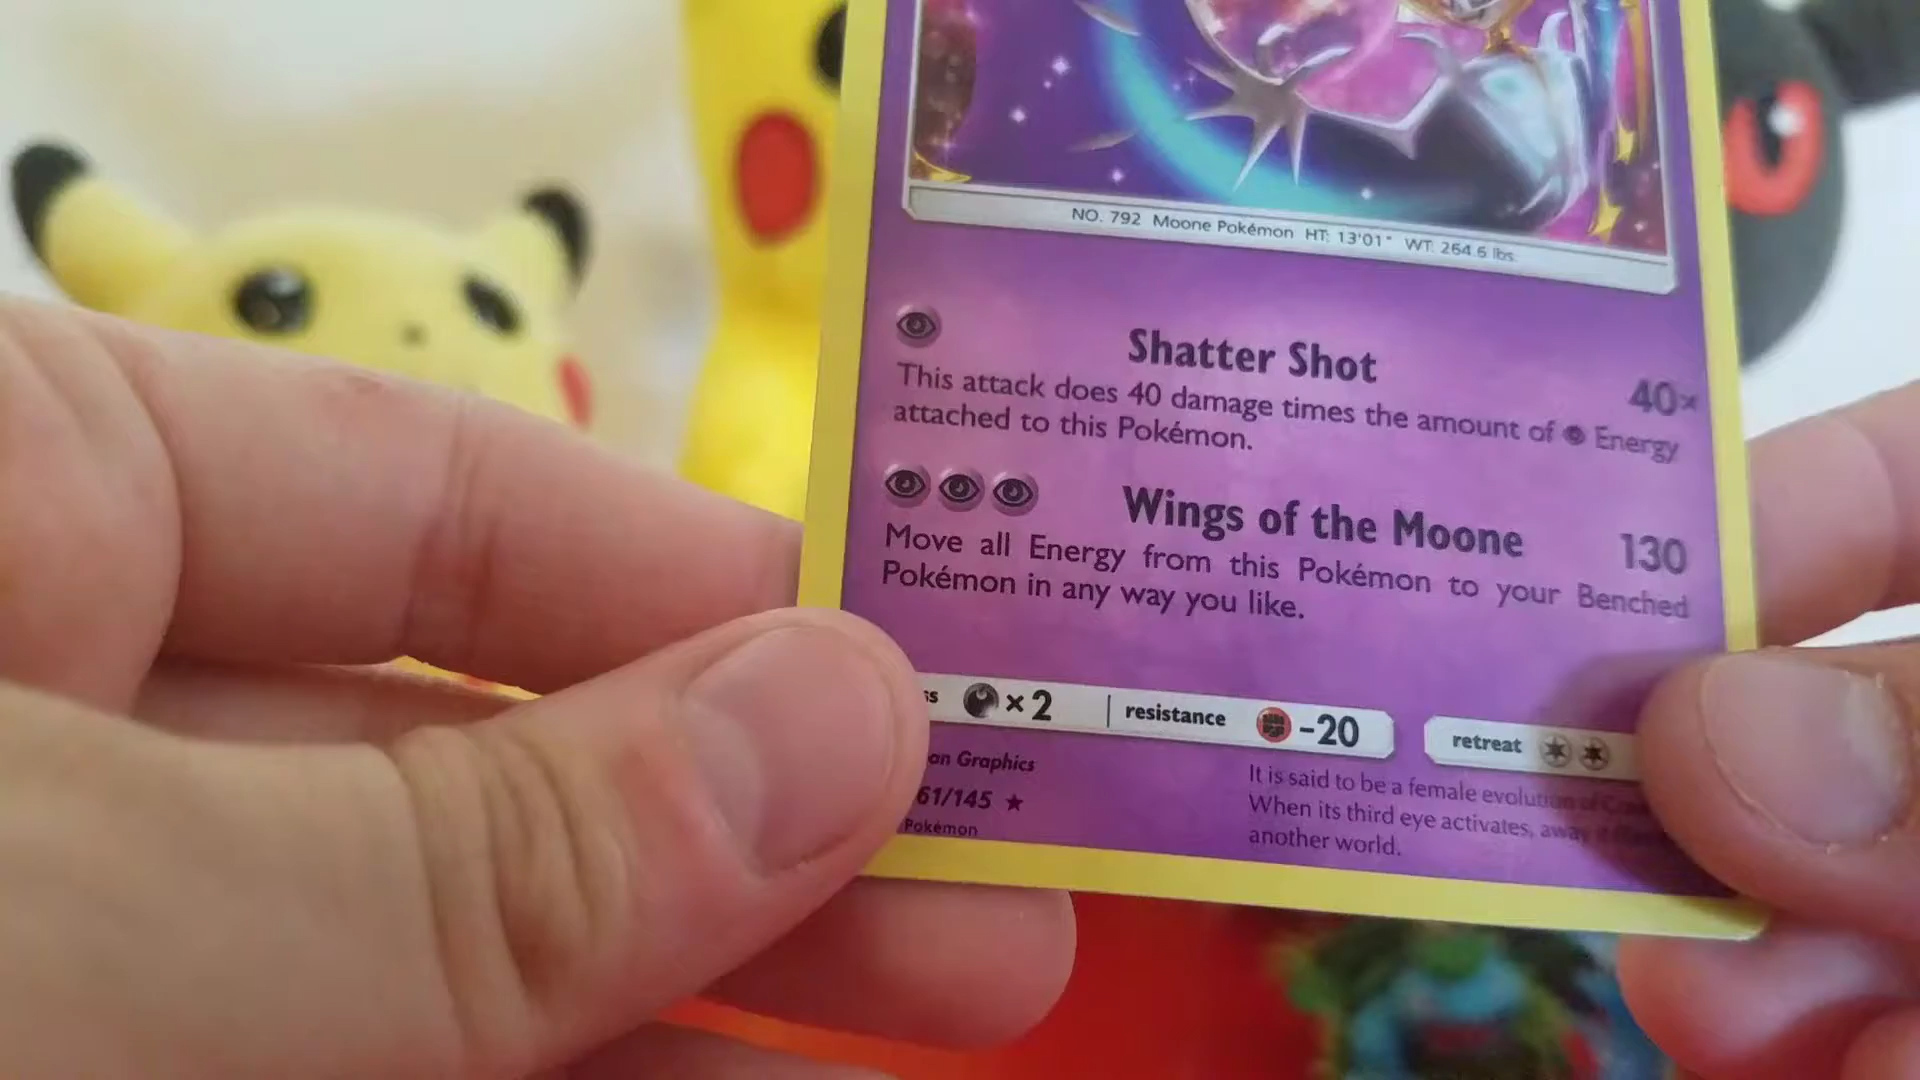 NO. 792 Moone Pokémon HT: 13'01" WT: 264.6 lbs.
Shatter Shot
40×
This attack does 40 damage times the amount of Energy
attached to this Pokémon.
Wings of the Moone 130
Move all Energy from this Pokémon to your Benched
Pokémon in any way you like.
×2 resistance -20 retreat
Graphics
61/145
Pokémon
It is said to be a female evolution of
When its third eye activates, away
another world.